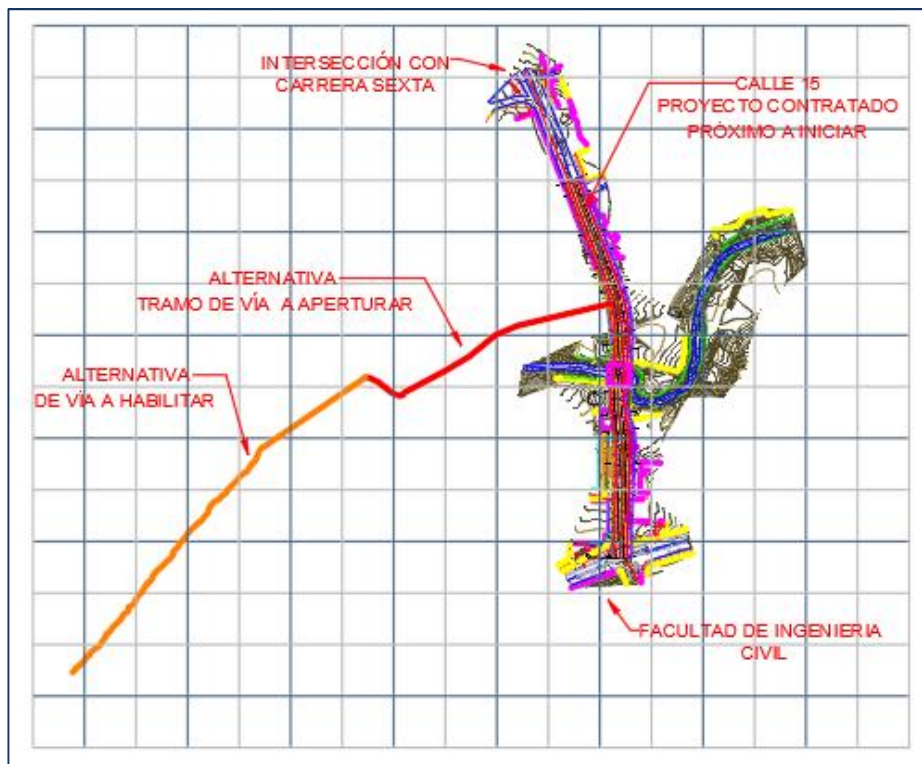 INTERSECCIÓN CON
CARRERA SEXTA
CALLE 15
PROYECTO CONTRATADO
PRÓXIMO A INICIAR
ALTERNATIVA
TRAMO DE VÍA A APERTURAR
ALTERNATIVA
DE VÍA A HABILITAR
FACULTAD DE INGENIERIA
CIVIL